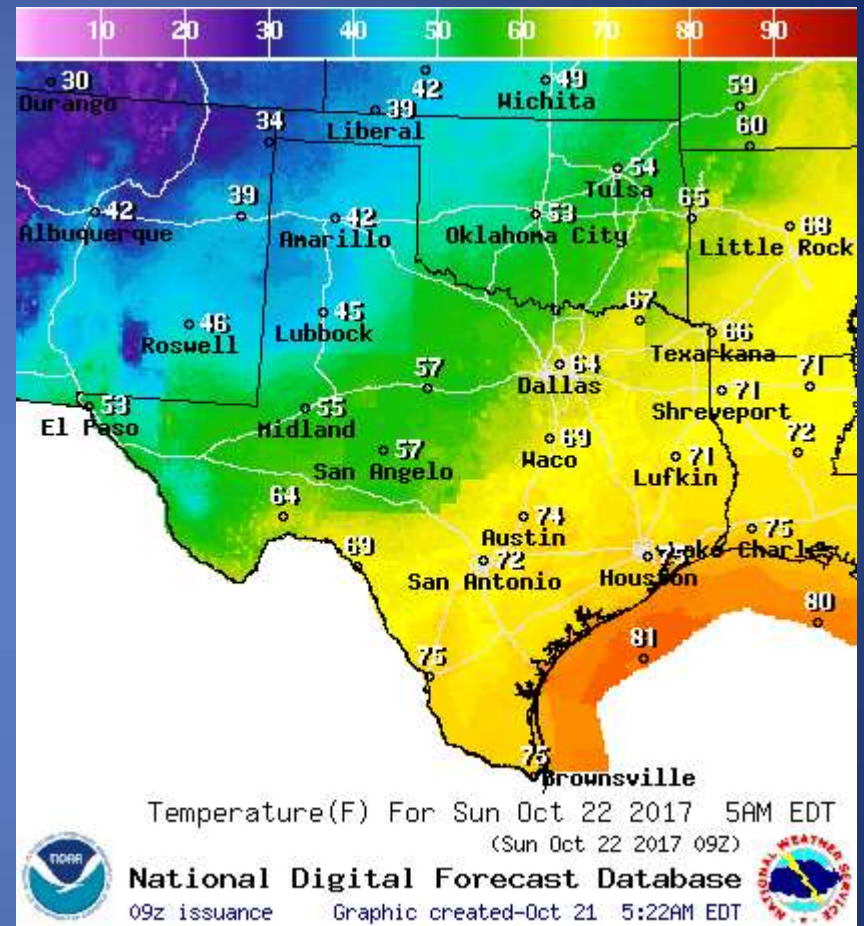 10 20 30 40 50 60 70 80 90
30
Durango
42
39
Liberal
49
Wichita
59
60
34
54
Tulsa
42
Albuquerque
39
42
Amarillo
53
Oklahoma City
65
68
Little Rock
46
Roswell
45
Lubbock
67
66
Texarkana
57
64
Dallas
71
Shreveport
71
53
El Paso
55
Midland
57
San Angelo
69
Waco
71
Lufkin
72
64
74
Austin
75
Lake Charles
69
72
San Antonio
Houston
80
81
75
75
Brownsville
Temperature(F) For Sun Oct 22 2017 5AM EDT
(Sun Oct 22 2017 09Z)
NOAA
National Digital Forecast Database
09z issuance Graphic created-Oct 21 5:22AM EDT
NATIONAL WEATHER SERVICE